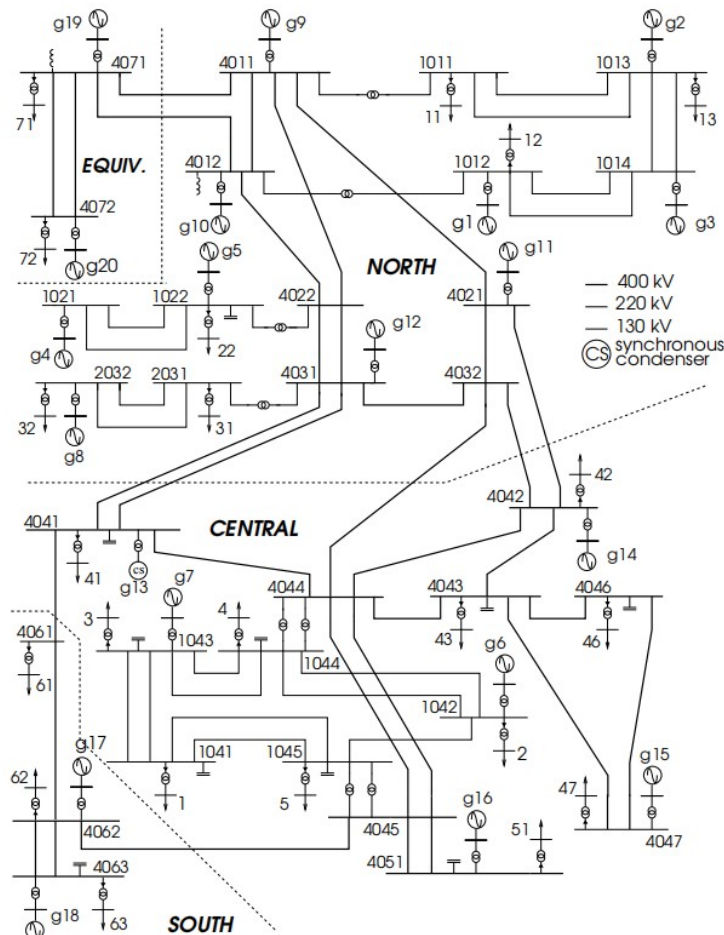 g19
g9
g2
4071
4011
1011
1013
71
11
13
12
EQUIV.
4012
1012
1014
g10
g1
g3
4072
g5
g11
72
g20
NORTH
1021
1022
4022
4021
400 kV
220 kV
130 kV
CS synchronous
condenser
g4
22
g12
2032
2031
4031
4032
32
g8
31
42
4042
4041
CENTRAL
g14
41
CS
g13
g7
4044
4043
4046
3
4
43
46
4061
1043
1044
g6
61
1042
2
g17
1041
1045
62
1
5
g16
47
g15
4062
4045
51
4047
4063
4051
g18
63
SOUTH